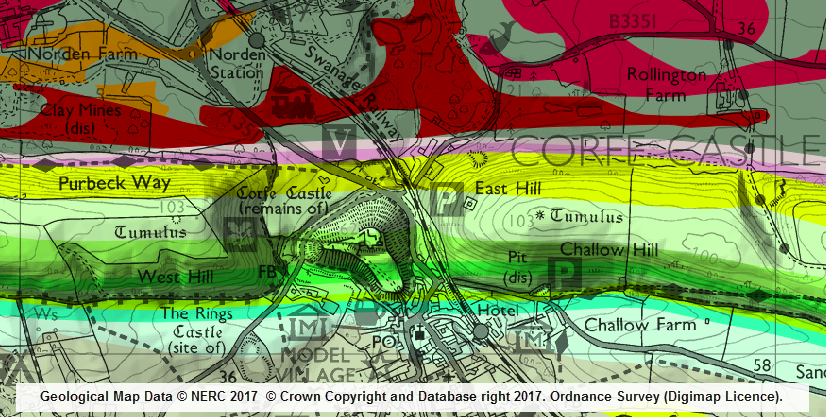 B3351
36
Norden Farm
Norden
Station
Swanage Railway
Rollington
Farm
21
Clay Mines
(dis)
A 351
V
CORFE CASTLE
Purbeck Way
Corfe Castle
(remains of)
P
East Hill
103
103
Tumulus
Tumulus
Challow Hill
100
West Hill
FB
Pit
(dis)
P
Ws
The Rings
Castle
(site of)
M
MODEL
VILLAGE
PO
Hotel
M
Challow Farm
36
58
Sand
Geological Map Data © NERC 2017 © Crown Copyright and Database right 2017. Ordnance Survey (Digimap Licence).